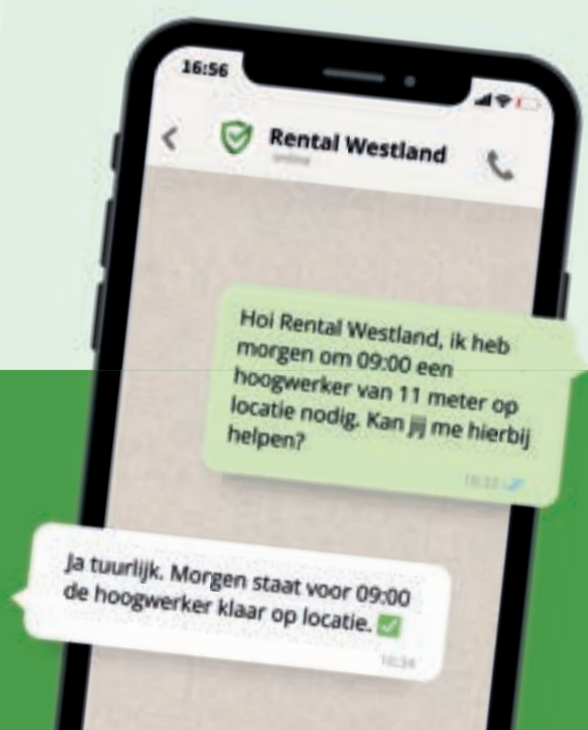 16:56
Rental Westland
online
Hoi Rental Westland, ik heb
morgen om 09:00 een
hoogwerker van 11 meter op
locatie nodig. Kan jij me hierbij
helpen?
Ja tuurlijk. Morgen staat voor 09:00
de hoogwerker klaar op locatie. ✅